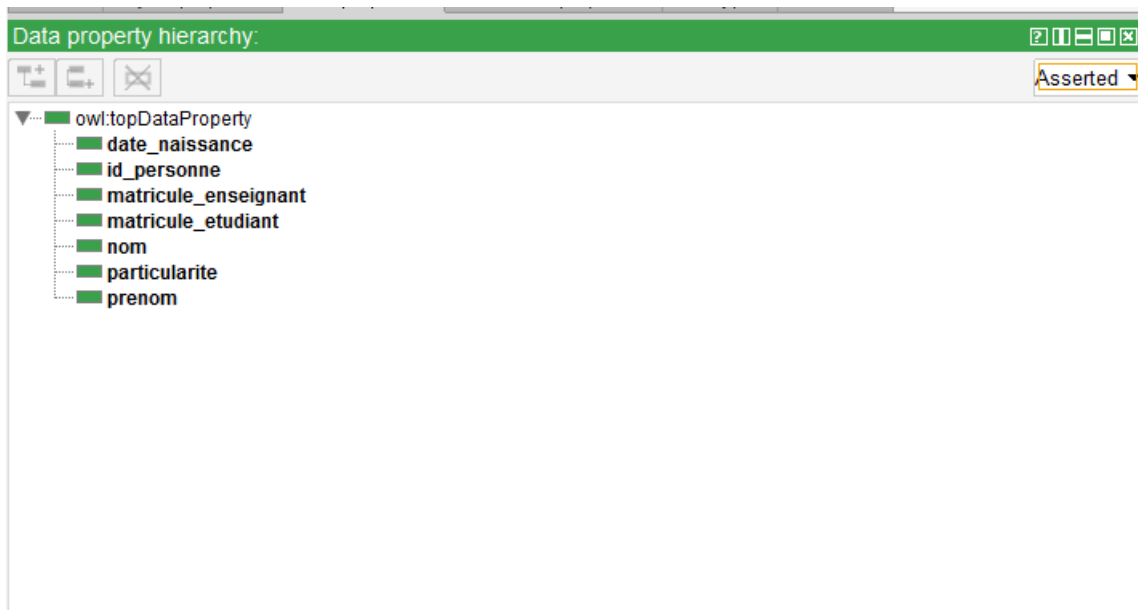 Data property hierarchy:
Asserted
owl:topDataProperty
date_naissance
id_personne
matricule_enseignant
matricule_etudiant
nom
particularite
prenom